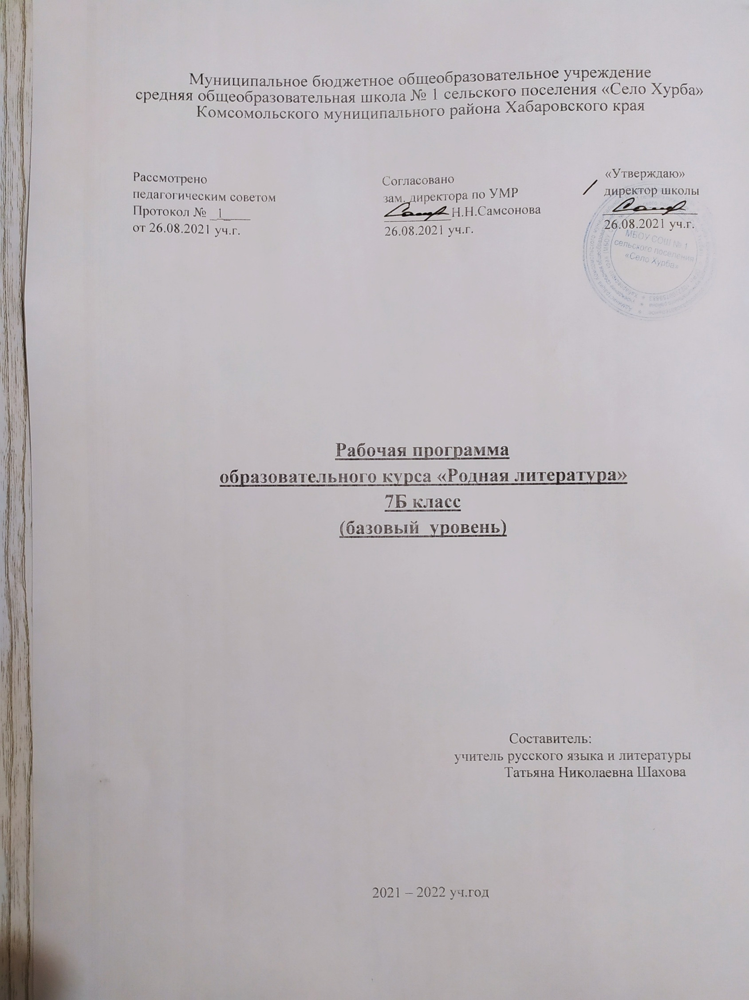 Муниципальное бюджетное общеобразовательное учреждение
средняя общеобразовательная школа № 1 сельского поселения «Село Хурба»
Комсомольского муниципального района Хабаровского края
Рассмотрено
педагогическим советом
Протокол № _1____
от 26.08.2021 уч.г.
Согласовано
зам. директора по УМР
Н.Н.Самсонова
26.08.2021 уч.г.
«Утверждаю»
директор школы
26.08.2021 уч.г.
МБОУ СОШ № 1
сельского поселения
«Село Хурба»
Рабочая программа
образовательного курса «Родная литература»
7Б класс
(базовый уровень)
Составитель:
учитель русского языка и литературы
Татьяна Николаевна Шахова
2021 – 2022 уч.год